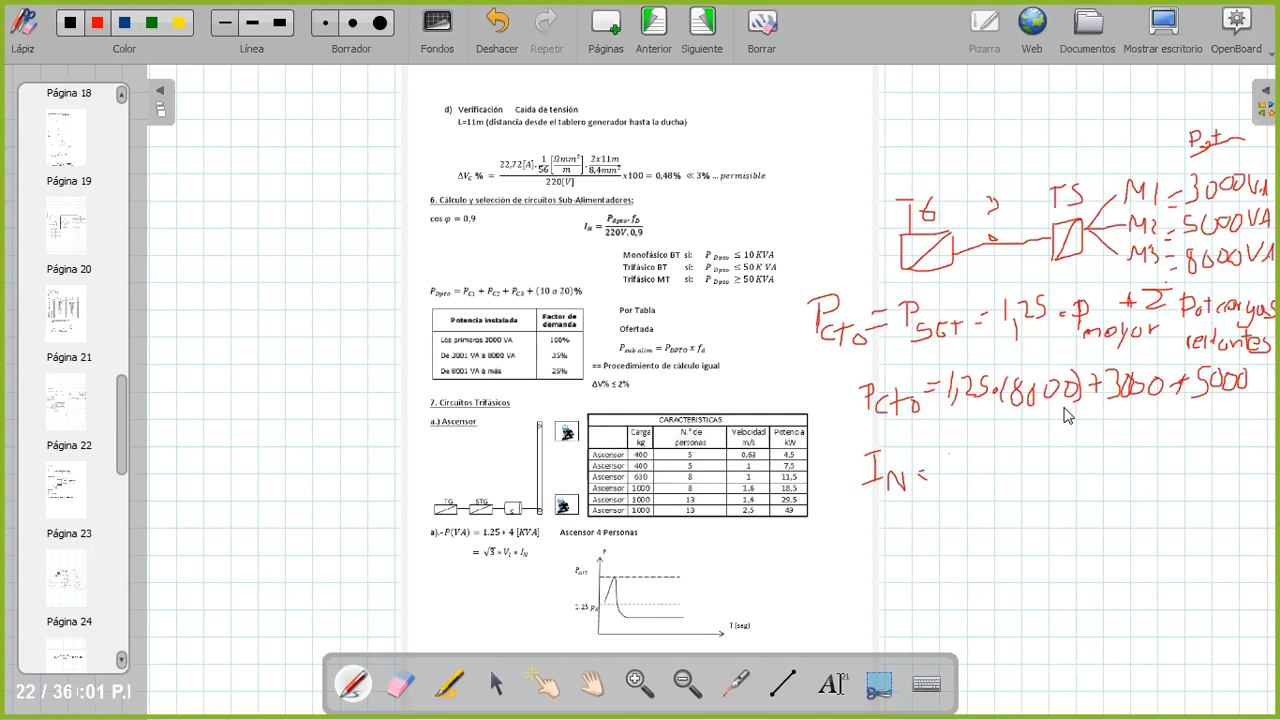 Lápiz
Color
Línea
Borrador
Fondos
Deshacer
Repetir
Páginas
Anterior
Siguiente
Borrar
Pizarra
Web
Documentos
Mostrar escritorio
OpenBoard
Página 18
Página 19
Página 20
Página 21
Página 22
Página 23
Página 24
22 / 36
:01 P.I
d) Verificación Caida de tensión
L=11m (distancia desde el tablero generador hasta la ducha)
ΔV_C % = (22,72[A] . 1/56 [Ωmm²/m] . 2x11m/8,4mm²) / 220[V] x100 = 0,48% ≪ 3% … permisible
6. Cálculo y selección de circuitos Sub-Alimentadores:
cos φ = 0,9
I_N = P_dpto . f_D / 220V.0,9
Monofásico BT si: P_Dpto ≤ 10 KVA
Trifásico BT si: P_Dpto ≤ 50 K VA
Trifásico MT si: P_Dpto ≥ 50 KVA
P_Dpto = P_C1 + P_C2 + P_C3 + (10 a 20)%
Por Tabla
Ofertada
P_sub alim = P_DPTO x f_d
== Procedimiento de cálculo igual
ΔV% ≤ 2%
Potencia instalada Factor de demanda
Los primeros 3000 VA 100%
De 3001 VA a 8000 VA 35%
De 8001 VA a más 25%
7. Circuitos Trifásicos
a.) Ascensor
TG STG S
CARACTERISTICAS
Carga kg N.° de personas Velocidad m/s Potencia kW
Ascensor 400 5 0,63 4,5
Ascensor 400 5 1 7,5
Ascensor 630 8 1 11,5
Ascensor 1000 8 1,6 18,5
Ascensor 1000 13 1,6 29,5
Ascensor 1000 13 2,5 49
a).-P(VA) = 1.25 * 4 [KVA] Ascensor 4 Personas
= √3 * V_l * I_N
P
1.25 P
T (seg)
Pot
TG TS M1 = 3000VA
M2 = 5000VA
M3 = 8000VA
P_cto = P_SGT = 1,25 . P_mayor + Σ Pot cargas restantes
P_cto = 1,25.(8000) + 3000 + 5000
I_N =
21